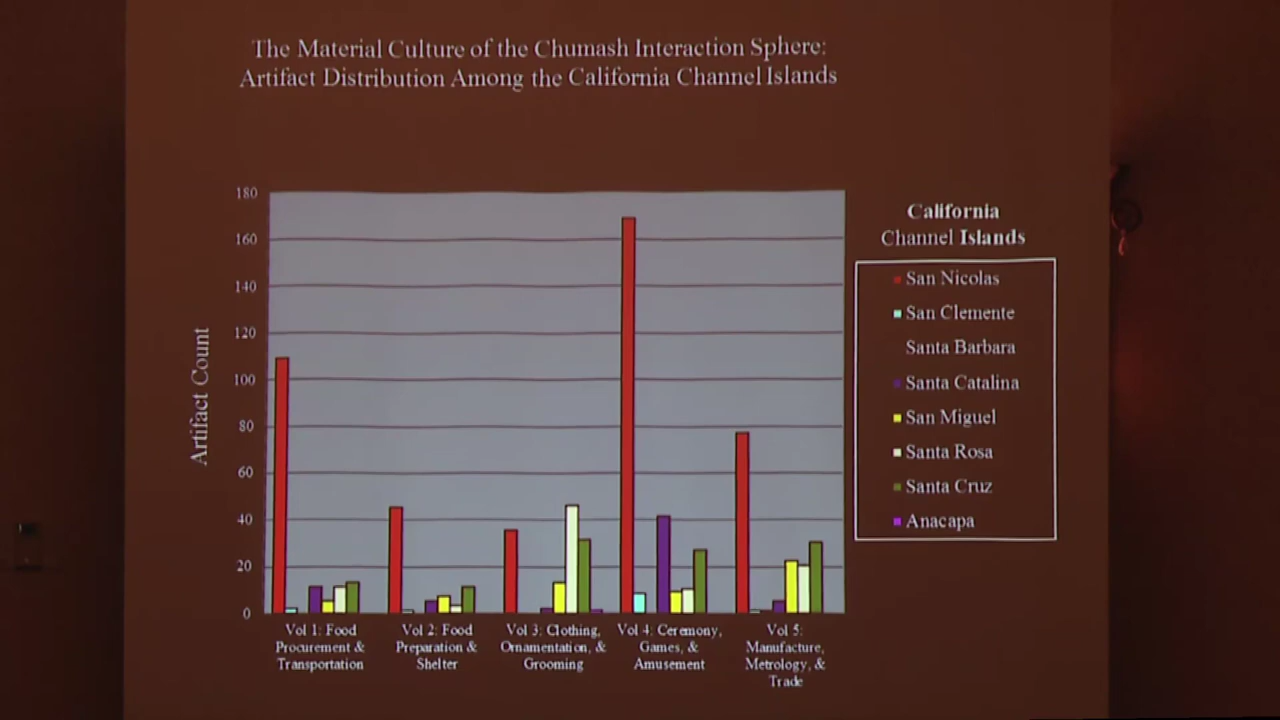 The Material Culture of the Chumash Interaction Sphere:
Artifact Distribution Among the California Channel Islands
180
160
140
120
100
80
60
40
20
0
Artifact Count
Vol 1: Food
Procurement &
Transportation
Vol 2: Food
Preparation &
Shelter
Vol 3: Clothing,
Ornamentation, &
Grooming
Vol 4: Ceremony,
Games, &
Amusement
Vol 5:
Manufacture,
Metrology, &
Trade
California
Channel Islands
San Nicolas
San Clemente
Santa Barbara
Santa Catalina
San Miguel
Santa Rosa
Santa Cruz
Anacapa